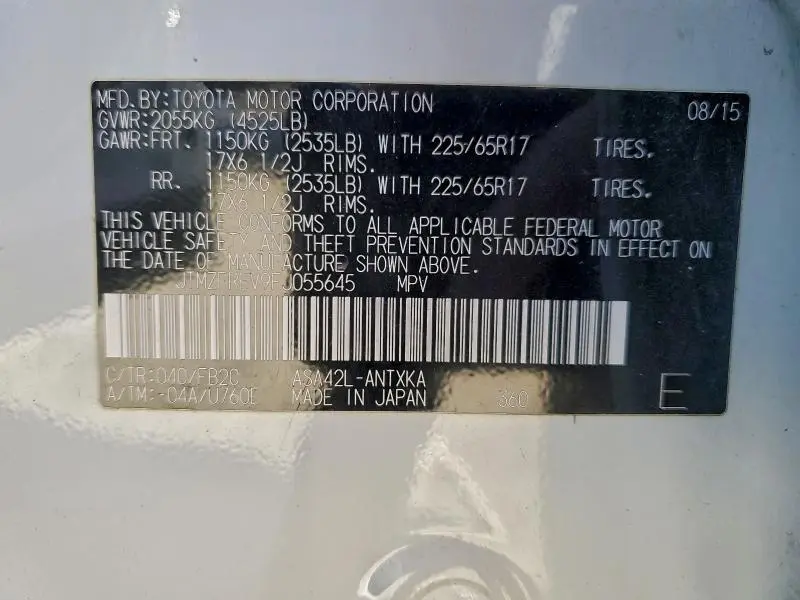 MFD.BY:TOYOTA MOTOR CORPORATION 08/15
GVWR:2055KG (4525LB)
GAWR:FRT. 1150KG (2535LB) WITH 225/65R17 TIRES.
17X6 1/2J RIMS.
RR. 1150KG (2535LB) WITH 225/65R17 TIRES.
17X6 1/2J RIMS.
THIS VEHICLE CONFORMS TO ALL APPLICABLE FEDERAL MOTOR
VEHICLE SAFETY AND THEFT PREVENTION STANDARDS IN EFFECT ON
THE DATE OF MANUFACTURE SHOWN ABOVE.
JTMZFREV9FJ055645 MPV
C/TR:040/FB20 ASA42L-ANTXKA
A/TM:-04A/U760E MADE IN JAPAN 360 E